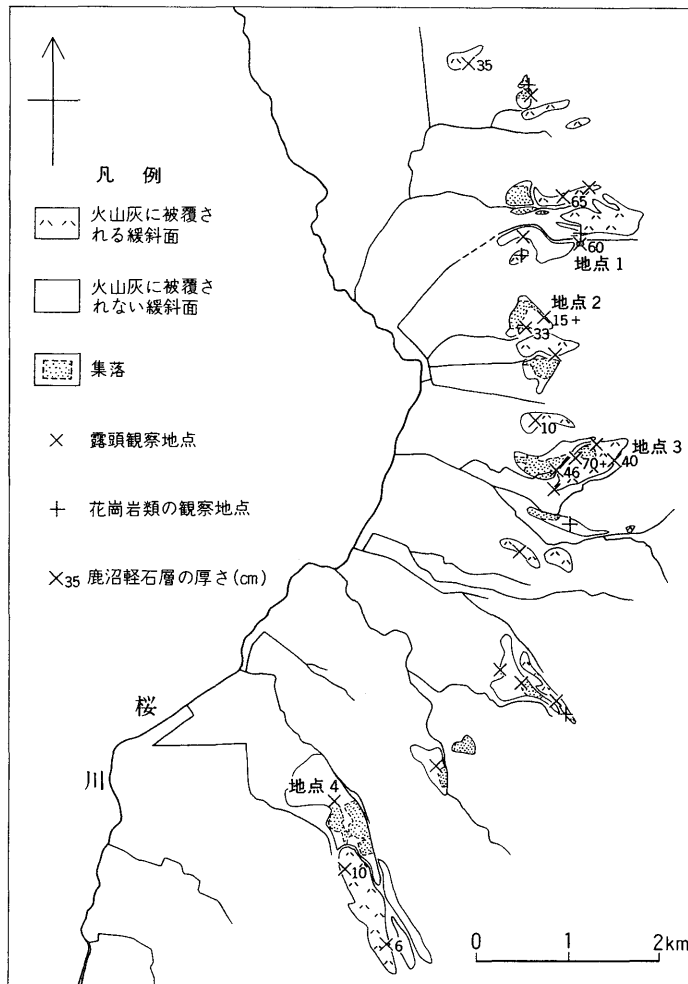 凡例
火山灰に被覆さ
れる緩斜面
火山灰に被覆さ
れない緩斜面
集落
露頭観察地点
花崗岩類の観察地点
35 鹿沼軽石層の厚さ(cm)
35
65
60
地点 1
地点 2
15+
33
10
地点 3
70+
40
46
桜
川
地点 4
10
6
0 1 2km